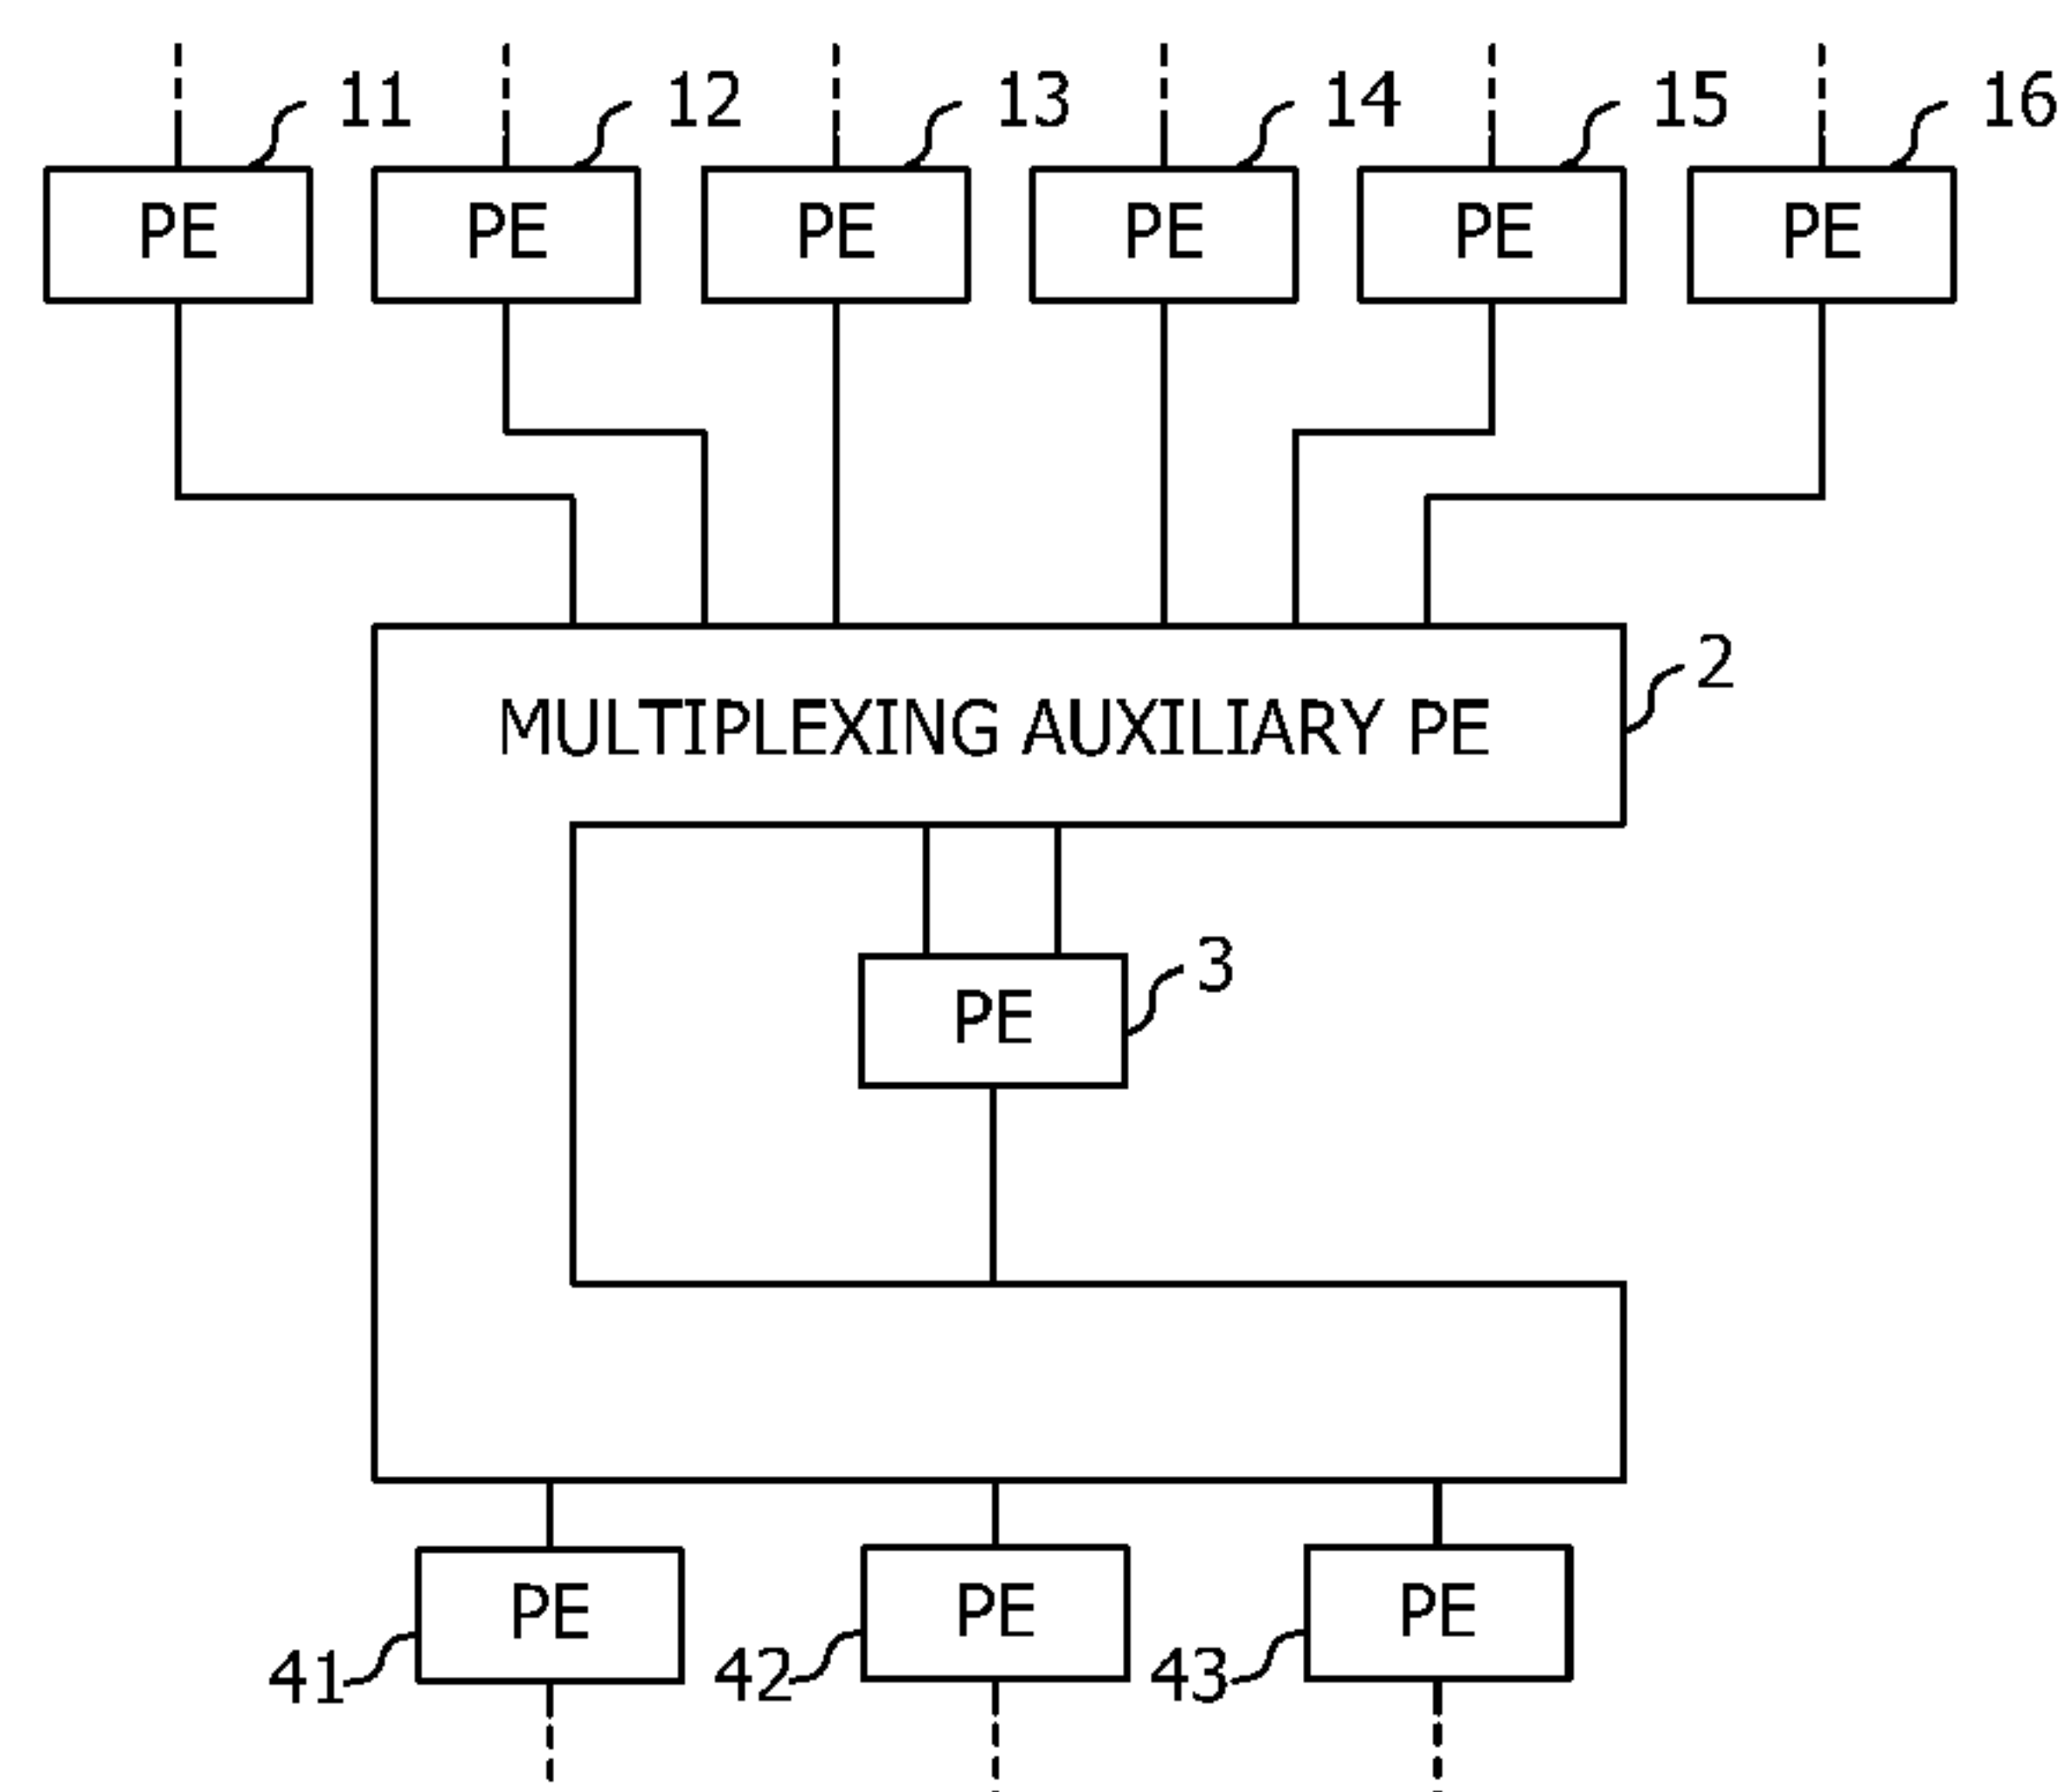 11 12 13 14 15 16
PE PE PE PE PE PE
2
MULTIPLEXING AUXILIARY PE
3
PE
PE PE PE
41 42 43